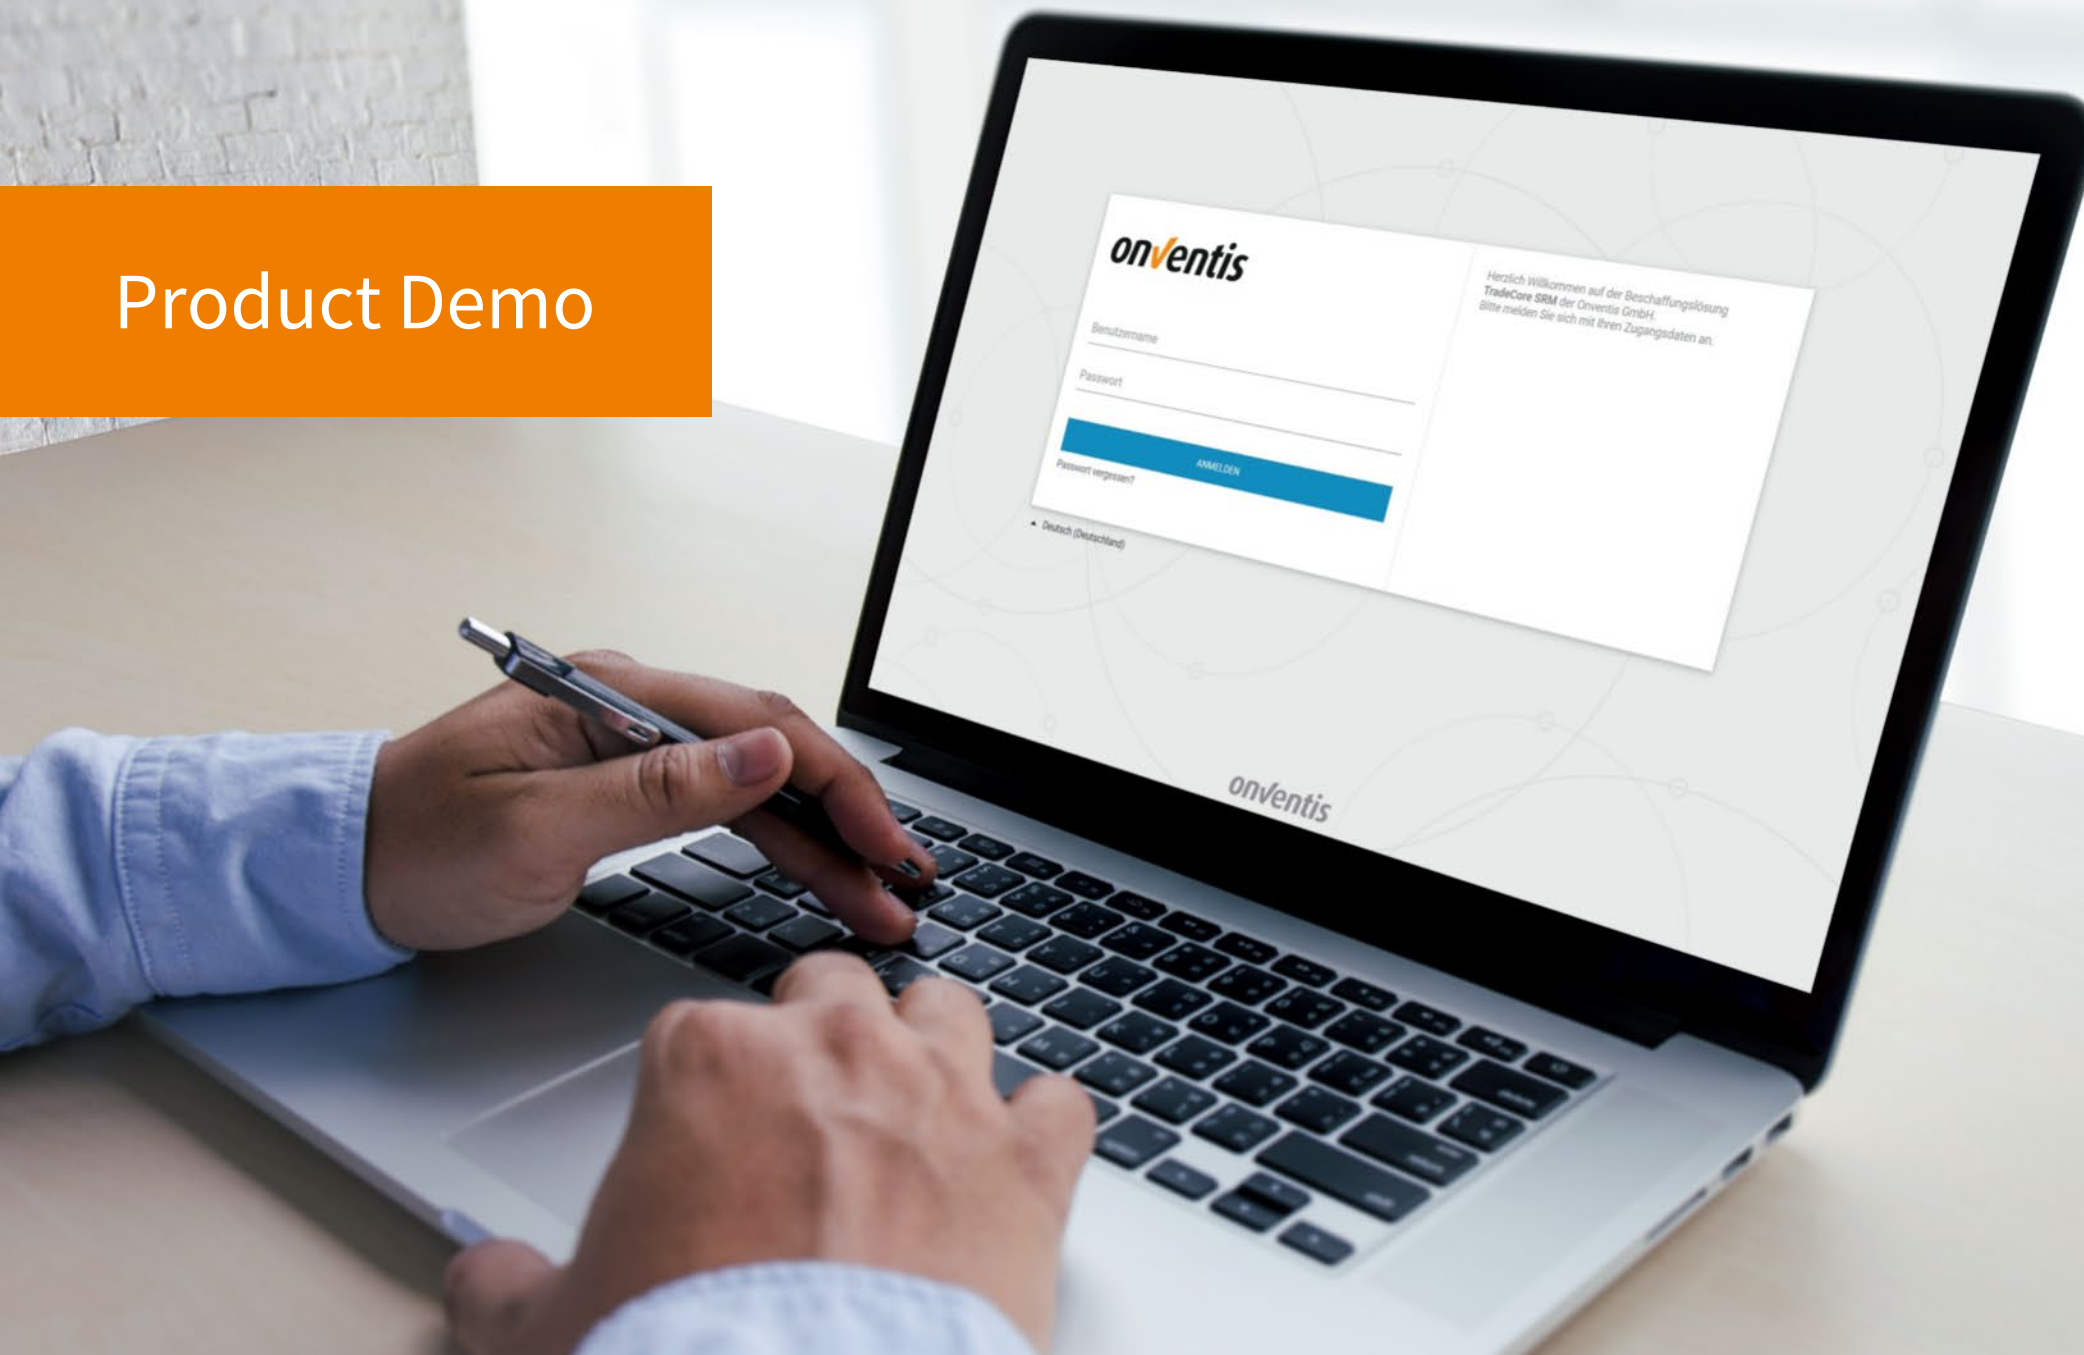 Product Demo
onventis
Benutzername
Passwort
ANMELDEN
Passwort vergessen?
Deutsch (Deutschland)
Herzlich Willkommen auf der Beschaffungslösung
TradeCore SRM der Onventis GmbH.
Bitte melden Sie sich mit Ihren Zugangsdaten an.
onventis